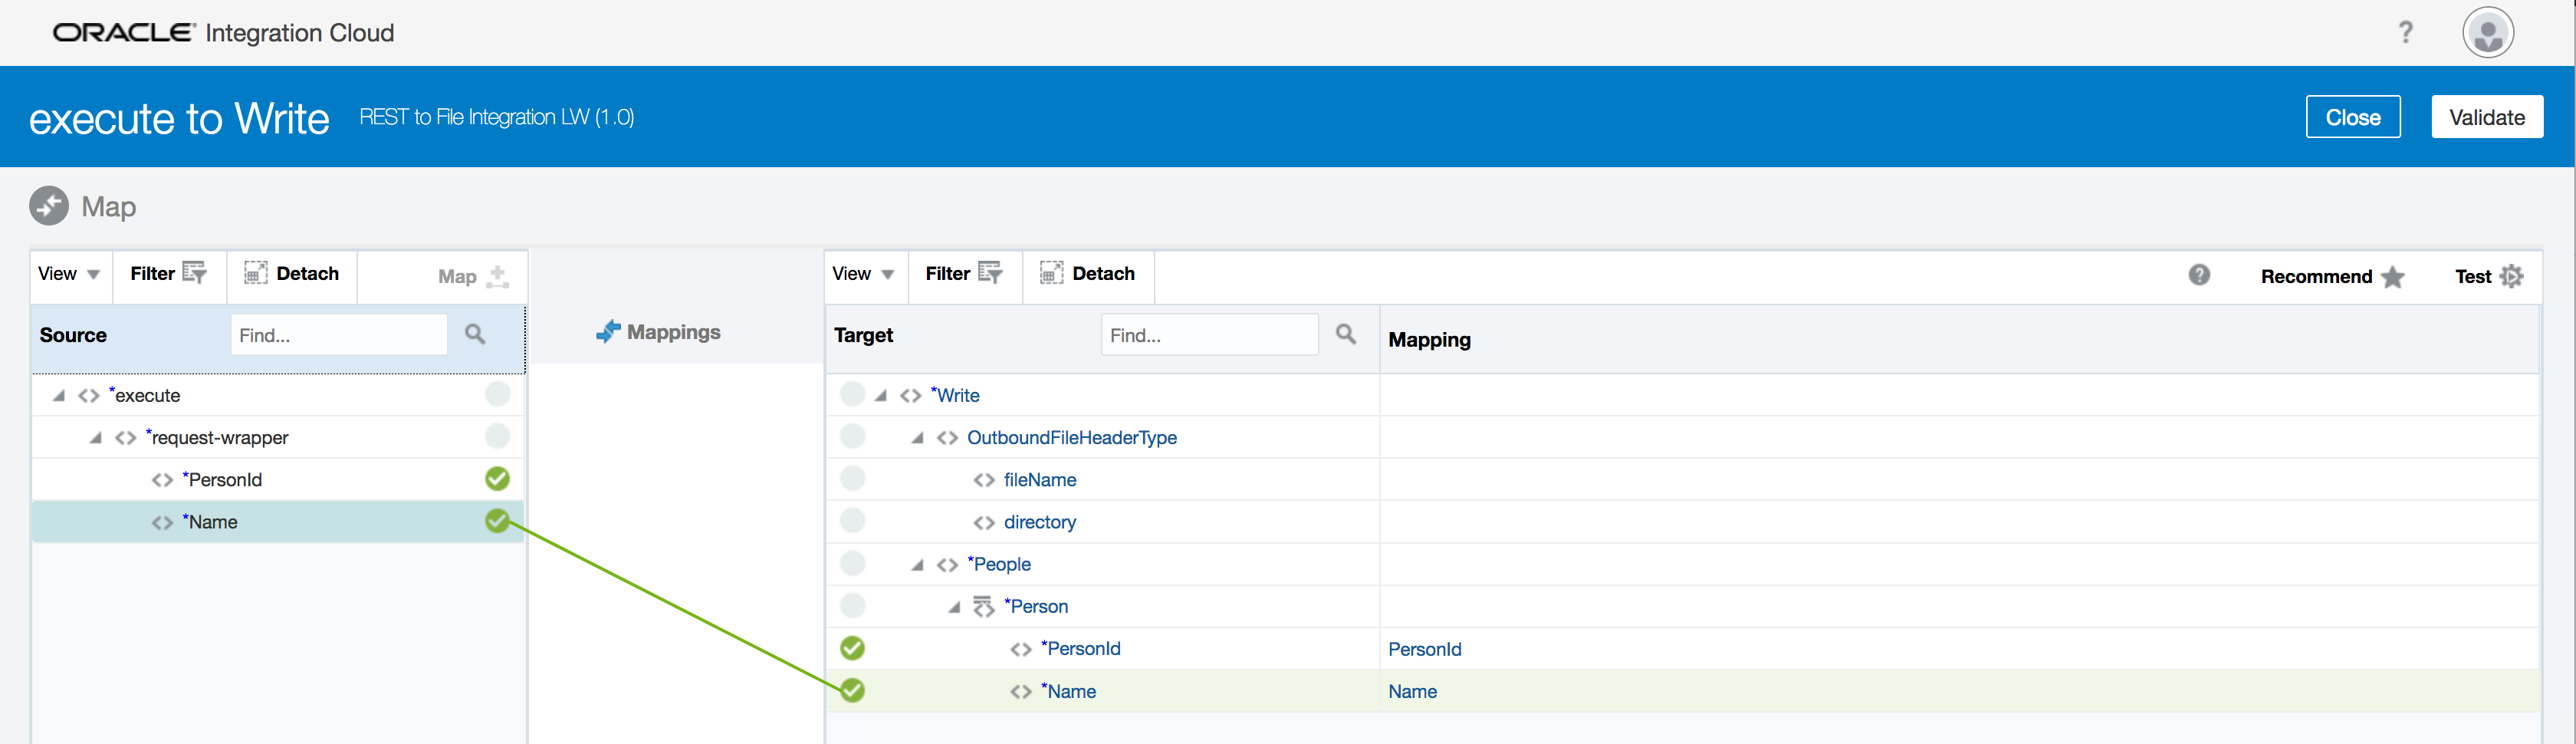 ORACLE Integration Cloud
?
execute to Write REST to File Integration LW (1.0) Close Validate
Map
View Filter Detach Map
Source Find...
*execute
*request-wrapper
*PersonId
*Name
Mappings
View Filter Detach ? Recommend Test
Target Find... Mapping
*Write
OutboundFileHeaderType
fileName
directory
*People
*Person
*PersonId PersonId
*Name Name